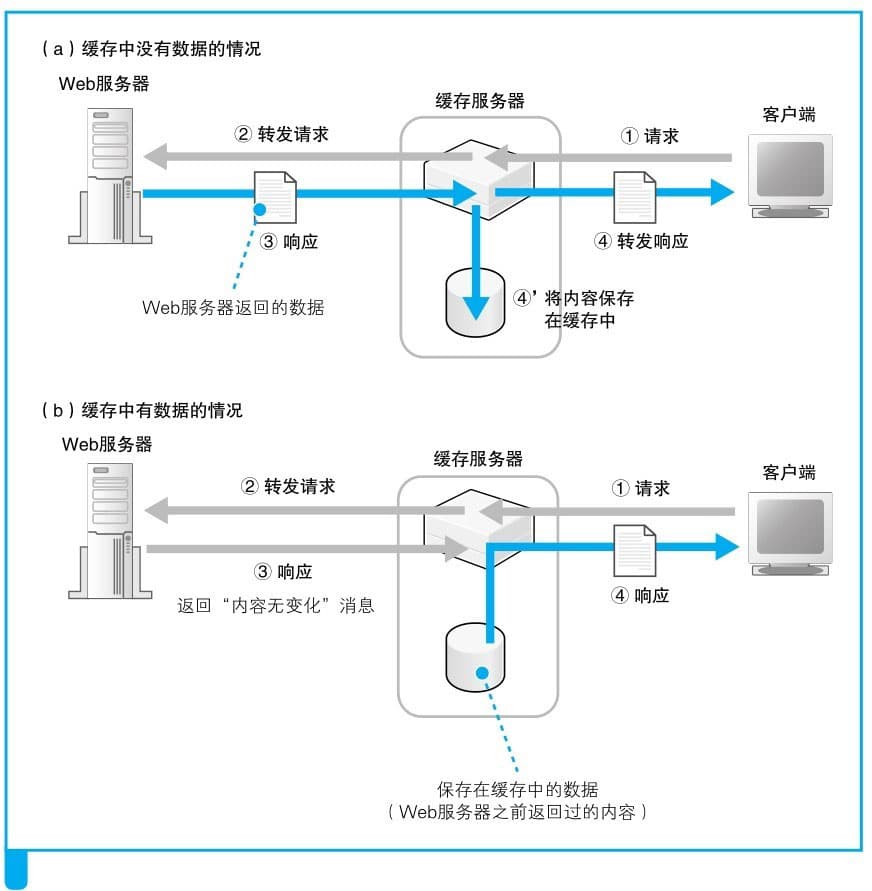 （a）缓存中没有数据的情况
Web服务器
缓存服务器
客户端
② 转发请求
① 请求
③ 响应
④ 转发响应
Web服务器返回的数据
④’将内容保存
在缓存中
（b）缓存中有数据的情况
Web服务器
缓存服务器
客户端
② 转发请求
① 请求
③ 响应
④ 响应
返回“内容无变化”消息
保存在缓存中的数据
（Web服务器之前返回过的内容）